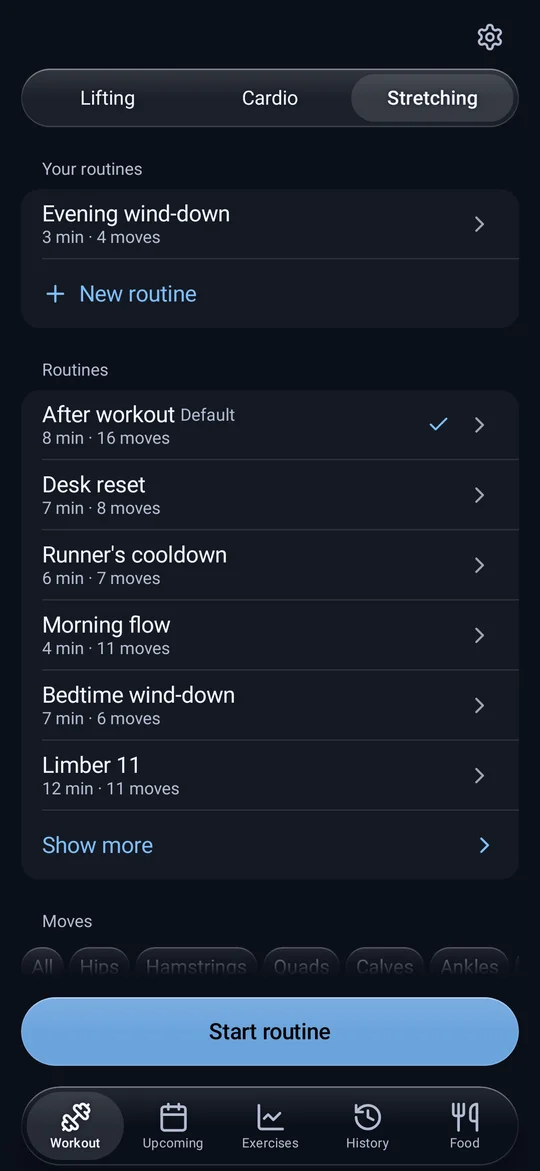 Lifting
Cardio
Stretching
Your routines
Evening wind-down
3 min · 4 moves
New routine
Routines
After workout Default
8 min · 16 moves
Desk reset
7 min · 8 moves
Runner's cooldown
6 min · 7 moves
Morning flow
4 min · 11 moves
Bedtime wind-down
7 min · 6 moves
Limber 11
12 min · 11 moves
Show more
Moves
All
Hips
Hamstrings
Quads
Calves
Ankles
Start routine
Workout
Upcoming
Exercises
History
Food